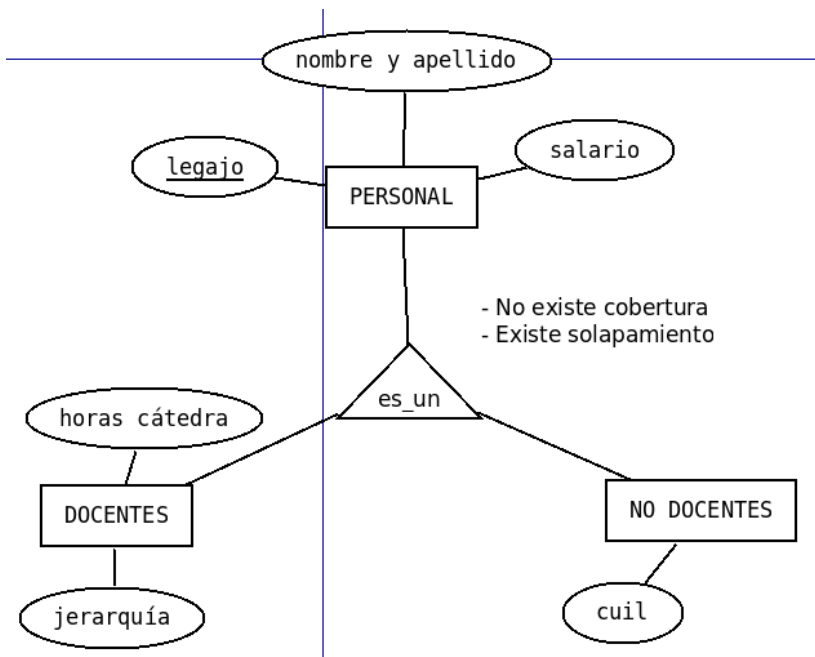 nombre y apellido
legajo
salario
PERSONAL
- No existe cobertura
- Existe solapamiento
es_un
horas cátedra
DOCENTES
NO DOCENTES
jerarquía
cuil